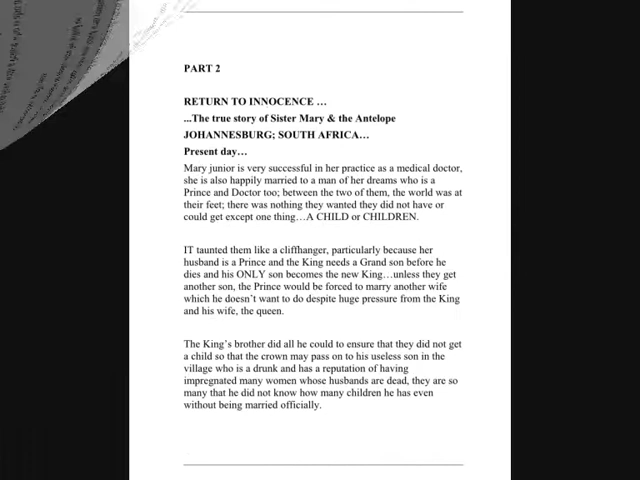 PART 2
RETURN TO INNOCENCE …
...The true story of Sister Mary & the Antelope
JOHANNESBURG; SOUTH AFRICA…
Present day…
Mary junior is very successful in her practice as a medical doctor,
she is also happily married to a man of her dreams who is a
Prince and Doctor too; between the two of them, the world was at
their feet; there was nothing they wanted they did not have or
could get except one thing…A CHILD or CHILDREN.
IT taunted them like a cliffhanger, particularly because her
husband is a Prince and the King needs a Grand son before he
dies and his ONLY son becomes the new King…unless they get
another son, the Prince would be forced to marry another wife
which he doesn’t want to do despite huge pressure from the King
and his wife, the queen.
The King’s brother did all he could to ensure that they did not get
a child so that the crown may pass on to his useless son in the
village who is a drunk and has a reputation of having
impregnated many women whose husbands are dead, they are so
many that he did not know how many children he has even
without being married officially.